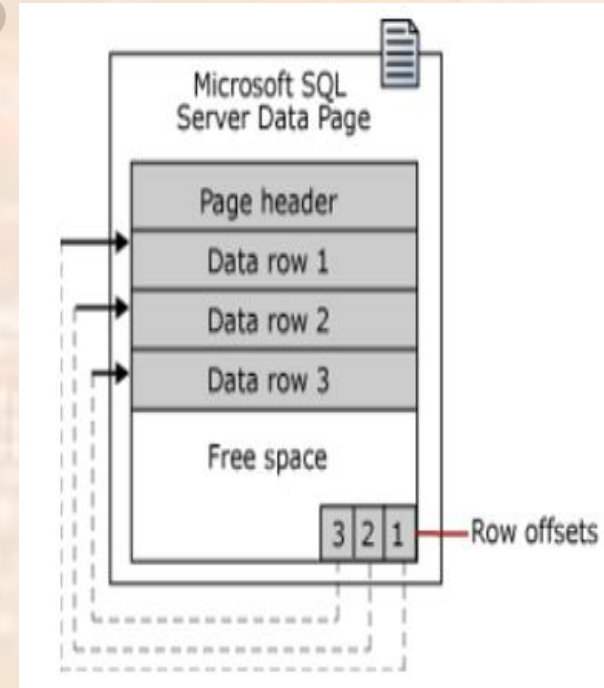 Microsoft SQL
Server Data Page
Page header
Data row 1
Data row 2
Data row 3
Free space
3 2 1
Row offsets